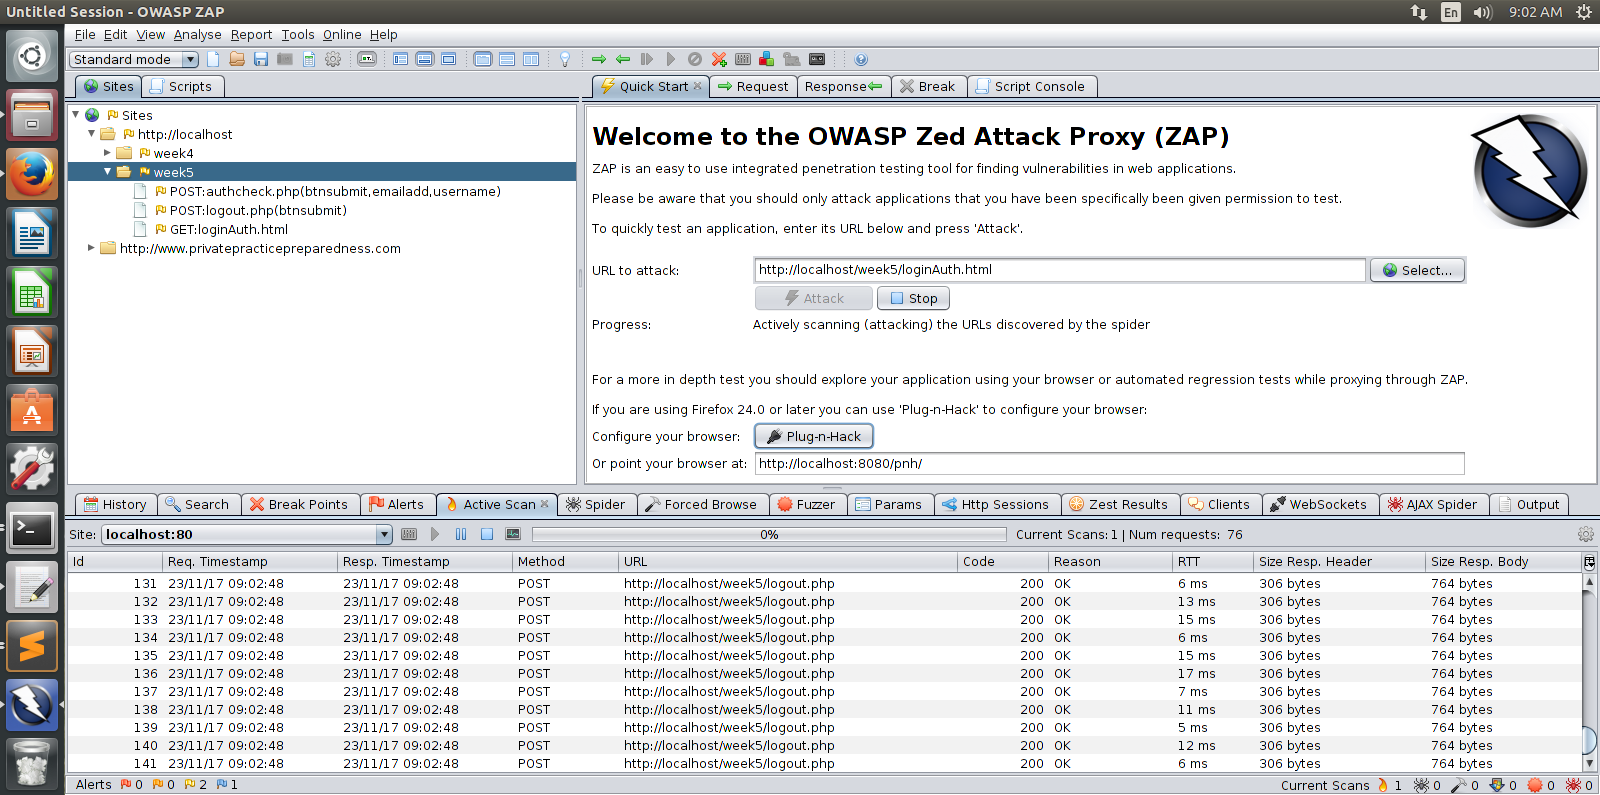 Untitled Session - OWASP ZAP
En 9:02 AM
File Edit View Analyse Report Tools Online Help
Standard mode
Sites Scripts
Quick Start Request Response Break Script Console
Sites
http://localhost
week4
week5
POST:authcheck.php(btnsubmit,emailadd,username)
POST:logout.php(btnsubmit)
GET:loginAuth.html
http://www.privatepracticepreparedness.com
Welcome to the OWASP Zed Attack Proxy (ZAP)
ZAP is an easy to use integrated penetration testing tool for finding vulnerabilities in web applications.
Please be aware that you should only attack applications that you have been specifically been given permission to test.
To quickly test an application, enter its URL below and press 'Attack'.
URL to attack: http://localhost/week5/loginAuth.html Select...
Attack Stop
Progress: Actively scanning (attacking) the URLs discovered by the spider
For a more in depth test you should explore your application using your browser or automated regression tests while proxying through ZAP.
If you are using Firefox 24.0 or later you can use 'Plug-n-Hack' to configure your browser:
Configure your browser: Plug-n-Hack
Or point your browser at: http://localhost:8080/pnh/
History Search Break Points Alerts Active Scan Spider Forced Browse Fuzzer Params Http Sessions Zest Results Clients WebSockets AJAX Spider Output
Site: localhost:80 0% Current Scans:1 | Num requests: 76
Id Req. Timestamp Resp. Timestamp Method URL Code Reason RTT Size Resp. Header Size Resp. Body
131 23/11/17 09:02:48 23/11/17 09:02:48 POST http://localhost/week5/logout.php 200 OK 6 ms 306 bytes 764 bytes
132 23/11/17 09:02:48 23/11/17 09:02:48 POST http://localhost/week5/logout.php 200 OK 13 ms 306 bytes 764 bytes
133 23/11/17 09:02:48 23/11/17 09:02:48 POST http://localhost/week5/logout.php 200 OK 15 ms 306 bytes 764 bytes
134 23/11/17 09:02:48 23/11/17 09:02:48 POST http://localhost/week5/logout.php 200 OK 6 ms 306 bytes 764 bytes
135 23/11/17 09:02:48 23/11/17 09:02:48 POST http://localhost/week5/logout.php 200 OK 15 ms 306 bytes 764 bytes
136 23/11/17 09:02:48 23/11/17 09:02:48 POST http://localhost/week5/logout.php 200 OK 17 ms 306 bytes 764 bytes
137 23/11/17 09:02:48 23/11/17 09:02:48 POST http://localhost/week5/logout.php 200 OK 7 ms 306 bytes 764 bytes
138 23/11/17 09:02:48 23/11/17 09:02:48 POST http://localhost/week5/logout.php 200 OK 11 ms 306 bytes 764 bytes
139 23/11/17 09:02:48 23/11/17 09:02:48 POST http://localhost/week5/logout.php 200 OK 5 ms 306 bytes 764 bytes
140 23/11/17 09:02:48 23/11/17 09:02:48 POST http://localhost/week5/logout.php 200 OK 12 ms 306 bytes 764 bytes
141 23/11/17 09:02:48 23/11/17 09:02:48 POST http://localhost/week5/logout.php 200 OK 6 ms 306 bytes 764 bytes
Alerts 0 0 2 1 Current Scans 1 0 0 0 0 0